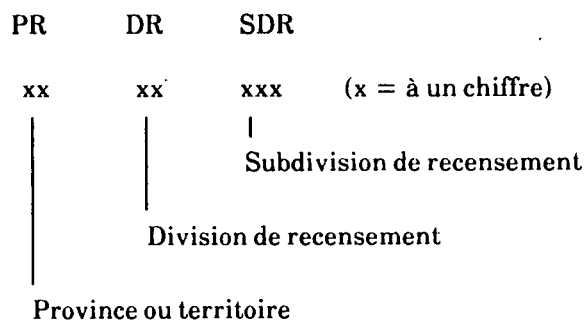 PR DR SDR
xx xx xxx (x = à un chiffre)
Subdivision de recensement
Division de recensement
Province ou territoire